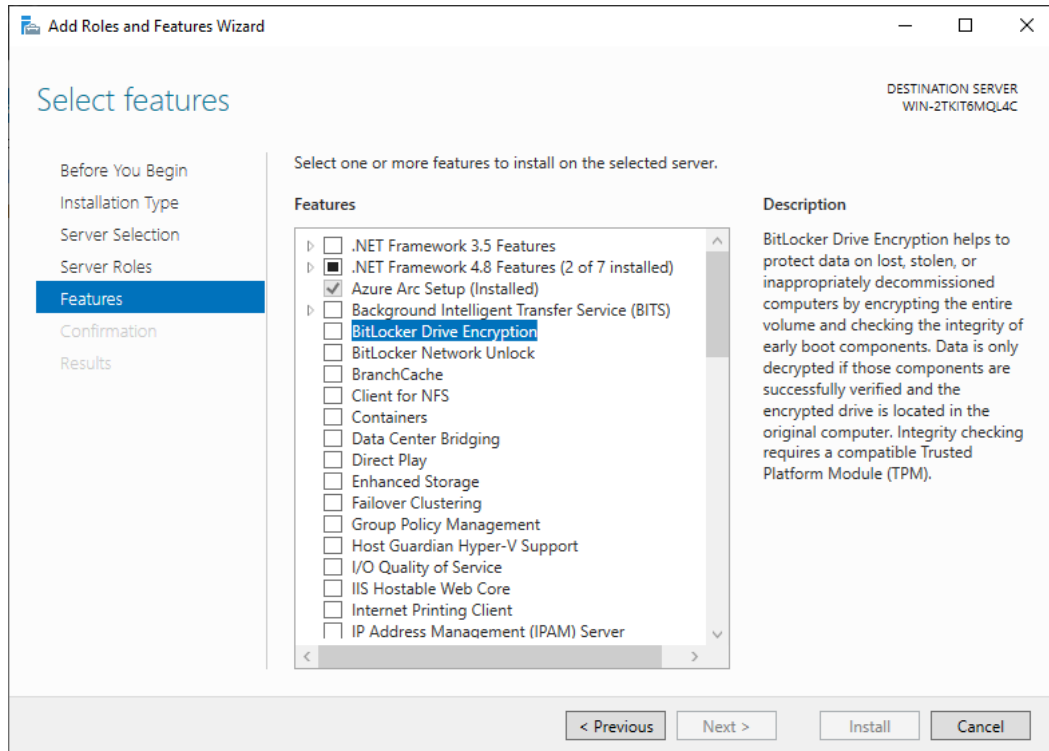 Add Roles and Features Wizard
Select features
DESTINATION SERVER
WIN-2TKIT6MQL4C
Before You Begin
Installation Type
Server Selection
Server Roles
Features
Confirmation
Results
Select one or more features to install on the selected server.
Features
.NET Framework 3.5 Features
.NET Framework 4.8 Features (2 of 7 installed)
Azure Arc Setup (Installed)
Background Intelligent Transfer Service (BITS)
BitLocker Drive Encryption
BitLocker Network Unlock
BranchCache
Client for NFS
Containers
Data Center Bridging
Direct Play
Enhanced Storage
Failover Clustering
Group Policy Management
Host Guardian Hyper-V Support
I/O Quality of Service
IIS Hostable Web Core
Internet Printing Client
IP Address Management (IPAM) Server
Description
BitLocker Drive Encryption helps to
protect data on lost, stolen, or
inappropriately decommissioned
computers by encrypting the entire
volume and checking the integrity of
early boot components. Data is only
decrypted if those components are
successfully verified and the
encrypted drive is located in the
original computer. Integrity checking
requires a compatible Trusted
Platform Module (TPM).
< Previous
Next >
Install
Cancel